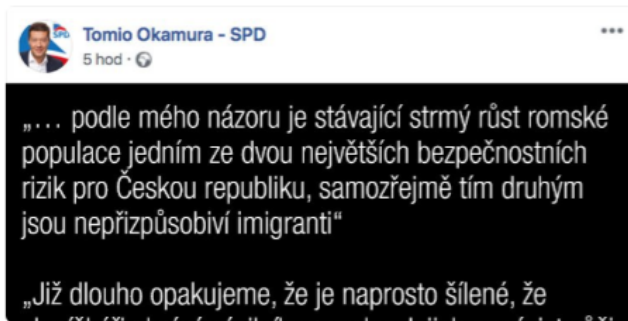 Tomio Okamura - SPD
5 hod ·
SPD
„… podle mého názoru je stávající strmý růst romské
populace jedním ze dvou největších bezpečnostních
rizik pro Českou republiku, samozřejmě tím druhým
jsou nepřizpůsobiví imigranti“
„Již dlouho opakujeme, že je naprosto šílené, že